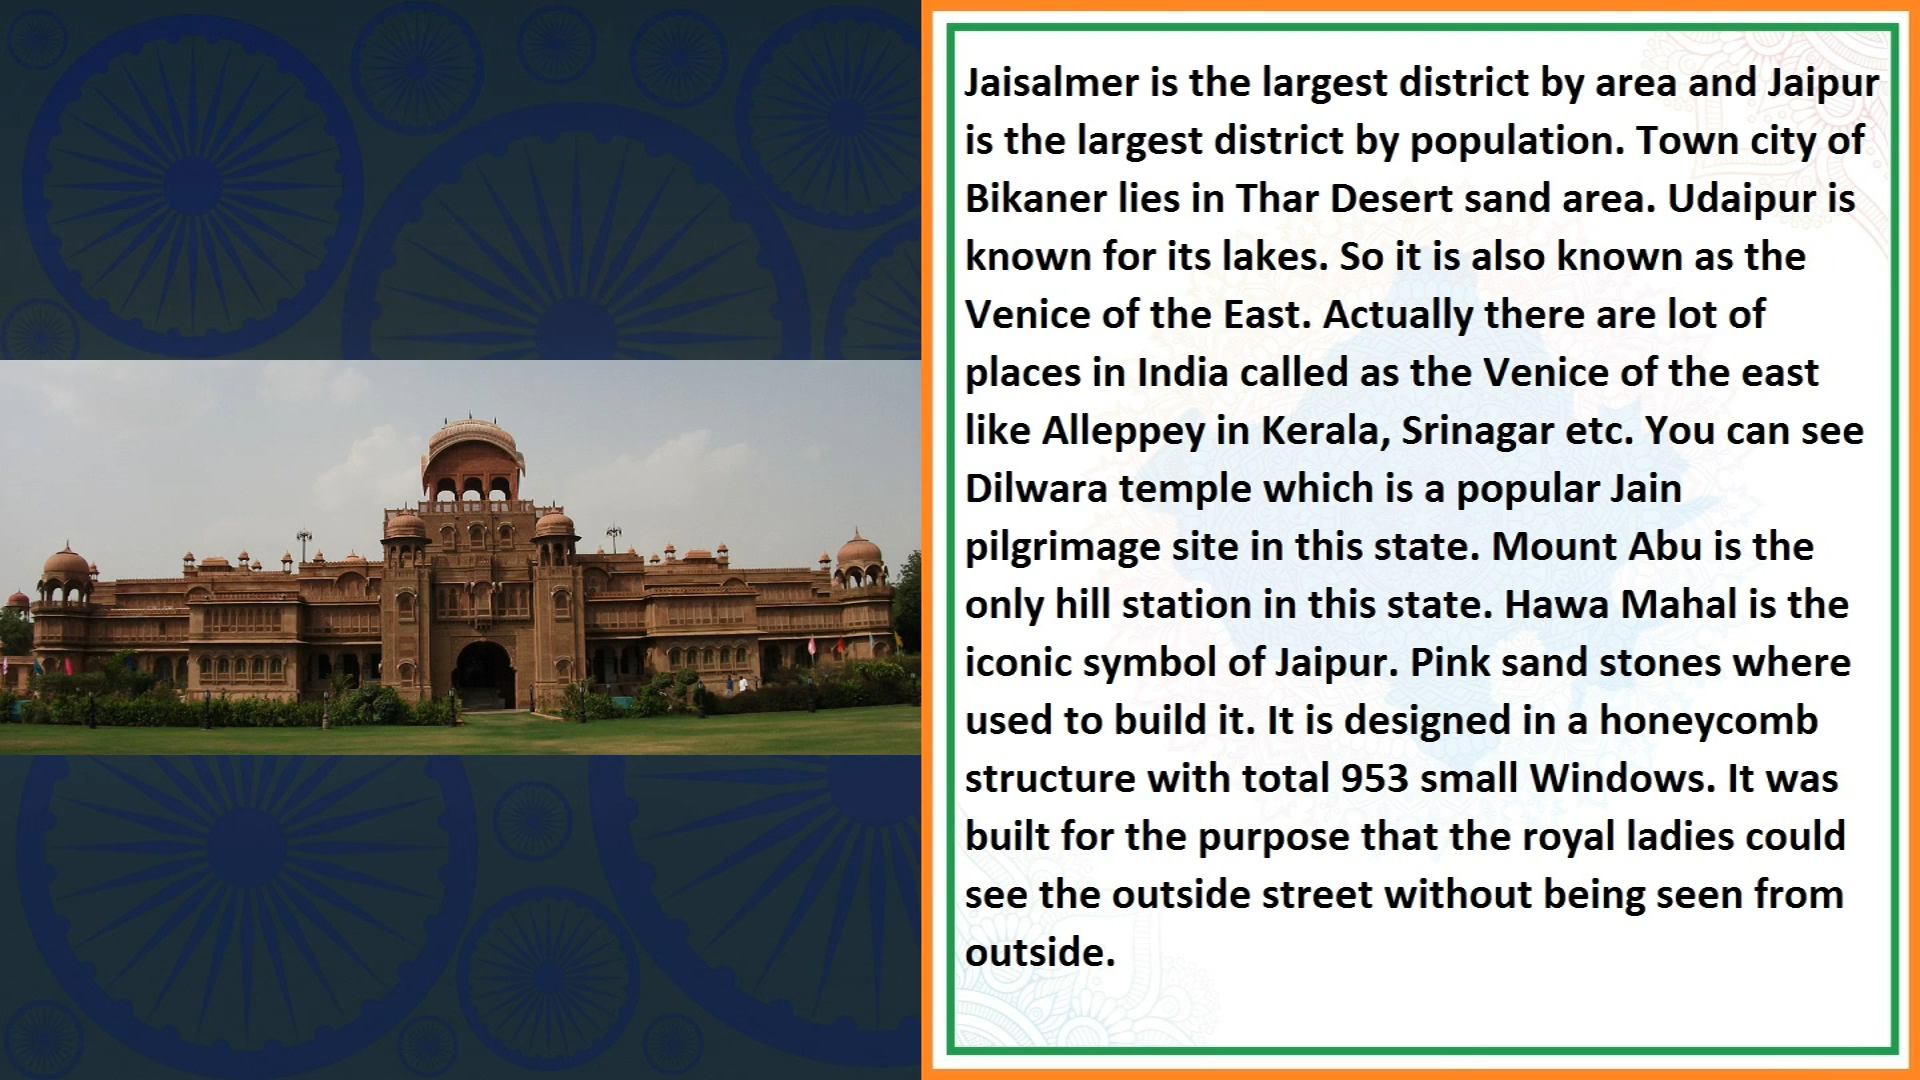 Jaisalmer is the largest district by area and Jaipur
is the largest district by population. Town city of
Bikaner lies in Thar Desert sand area. Udaipur is
known for its lakes. So it is also known as the
Venice of the East. Actually there are lot of
places in India called as the Venice of the east
like Alleppey in Kerala, Srinagar etc. You can see
Dilwara temple which is a popular Jain
pilgrimage site in this state. Mount Abu is the
only hill station in this state. Hawa Mahal is the
iconic symbol of Jaipur. Pink sand stones where
used to build it. It is designed in a honeycomb
structure with total 953 small Windows. It was
built for the purpose that the royal ladies could
see the outside street without being seen from
outside.